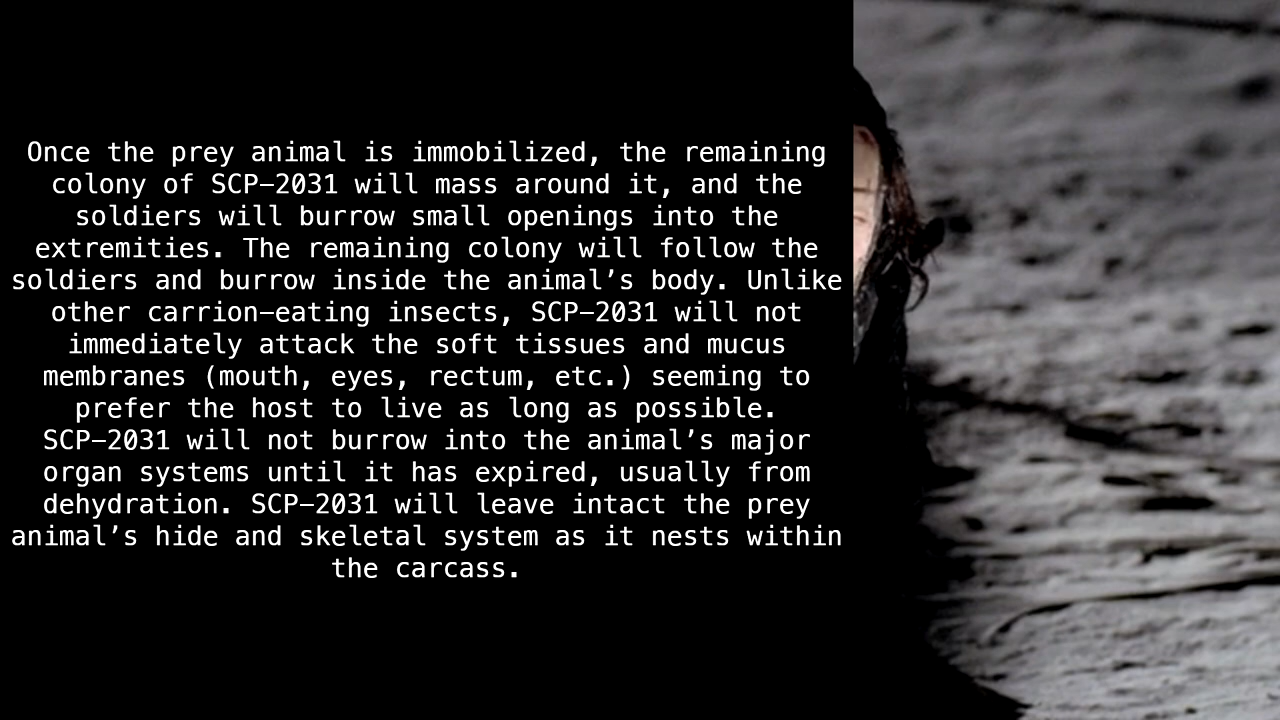 Once the prey animal is immobilized, the remaining
colony of SCP–2031 will mass around it, and the
soldiers will burrow small openings into the
extremities. The remaining colony will follow the
soldiers and burrow inside the animal’s body. Unlike
other carrion–eating insects, SCP–2031 will not
immediately attack the soft tissues and mucus
membranes (mouth, eyes, rectum, etc.) seeming to
prefer the host to live as long as possible.
SCP–2031 will not burrow into the animal’s major
organ systems until it has expired, usually from
dehydration. SCP–2031 will leave intact the prey
animal’s hide and skeletal system as it nests within
the carcass.